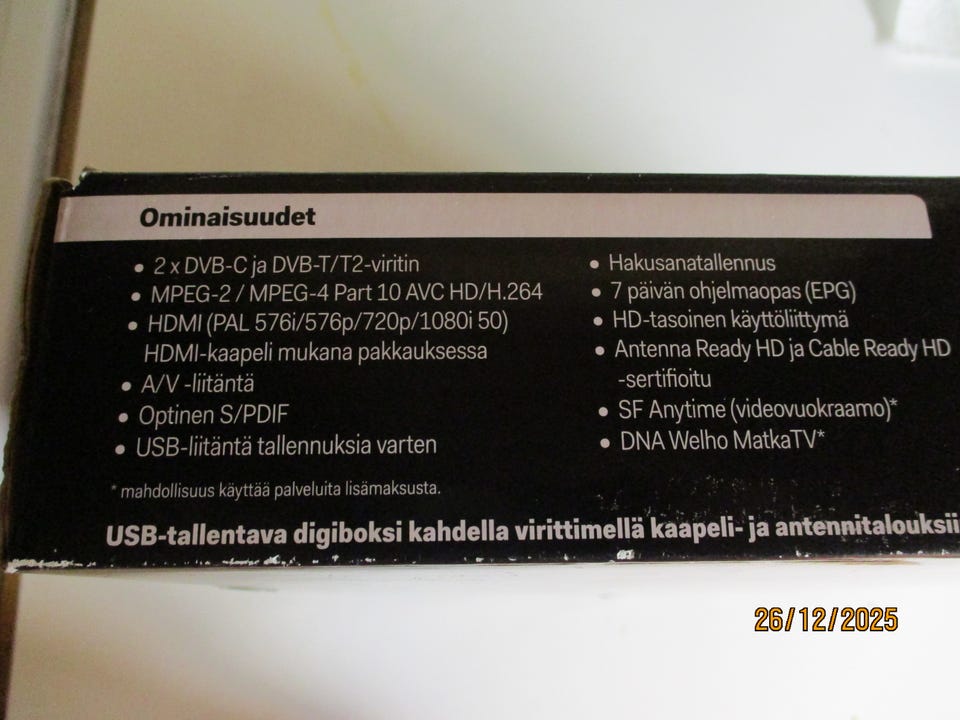 Ominaisuudet
• 2 x DVB-C ja DVB-T/T2-viritin
• MPEG-2 / MPEG-4 Part 10 AVC HD/H.264
• HDMI (PAL 576i/576p/720p/1080i 50)
HDMI-kaapeli mukana pakkauksessa
• A/V -liitäntä
• Optinen S/PDIF
• USB-liitäntä tallennuksia varten
* mahdollisuus käyttää palveluita lisämaksusta.
• Hakusanatallennus
• 7 päivän ohjelmaopas (EPG)
• HD-tasoinen käyttöliittymä
• Antenna Ready HD ja Cable Ready HD
-sertifioitu
• SF Anytime (videovuokraamo)*
• DNA Welho MatkaTV*
USB-tallentava digiboksi kahdella virittimellä kaapeli- ja antennitalouksii
26/12/2025